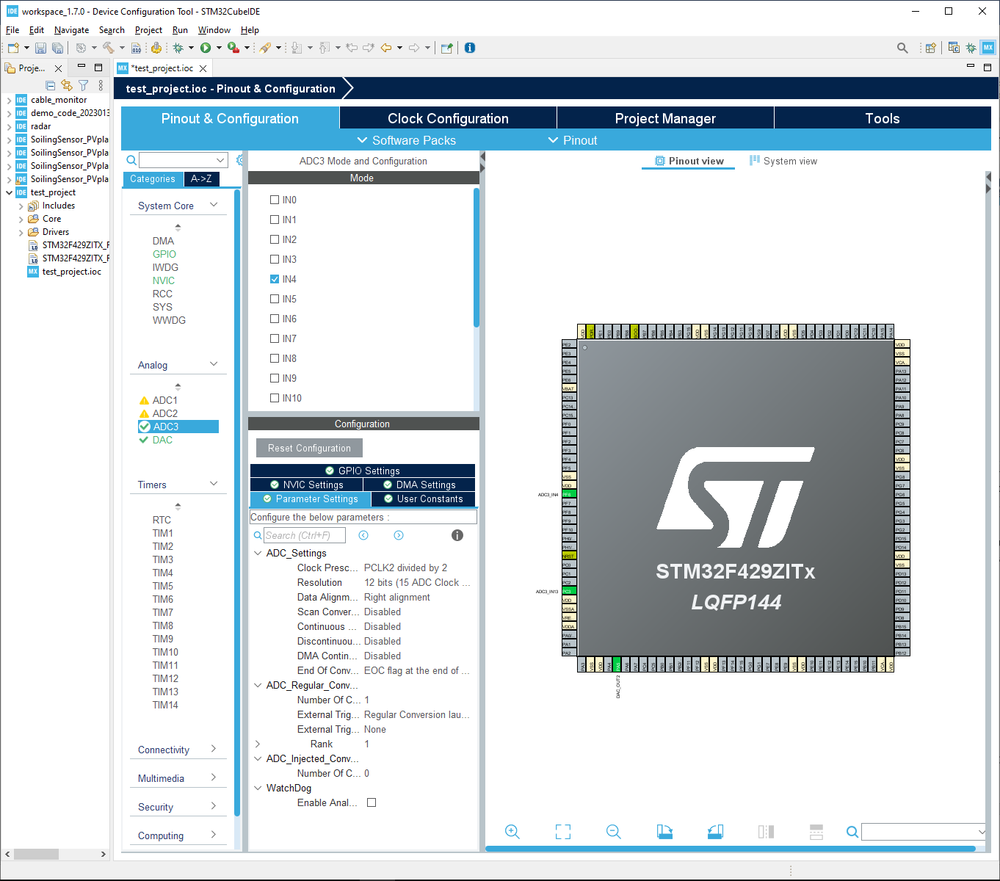 workspace_1.7.0 - Device Configuration Tool - STM32CubeIDE
File Edit Navigate Search Project Run Window Help
Proje...
*test_project.ioc
test_project.ioc - Pinout & Configuration
Pinout & Configuration
Clock Configuration
Project Manager
Tools
Software Packs
Pinout
cable_monitor
demo_code_2023013
radar
SoilingSensor_PVpla
SoilingSensor_PVpla
SoilingSensor_PVpla
SoilingSensor_PVpla
test_project
Includes
Core
Drivers
STM32F429ZITX_F
STM32F429ZITX_F
test_project.ioc
Categories
A->Z
System Core
DMA
GPIO
IWDG
NVIC
RCC
SYS
WWDG
Analog
ADC1
ADC2
ADC3
DAC
Timers
RTC
TIM1
TIM2
TIM3
TIM4
TIM5
TIM6
TIM7
TIM8
TIM9
TIM10
TIM11
TIM12
TIM13
TIM14
Connectivity
Multimedia
Security
Computing
ADC3 Mode and Configuration
Mode
IN0
IN1
IN2
IN3
IN4
IN5
IN6
IN7
IN8
IN9
IN10
Configuration
Reset Configuration
GPIO Settings
NVIC Settings
DMA Settings
Parameter Settings
User Constants
Configure the below parameters :
Search (Ctrl+F)
ADC_Settings
Clock Presc... PCLK2 divided by 2
Resolution 12 bits (15 ADC Clock ...
Data Alignm... Right alignment
Scan Conver... Disabled
Continuous ... Disabled
Discontinuou... Disabled
DMA Contin... Disabled
End Of Conv... EOC flag at the end of ...
ADC_Regular_Conv...
Number Of C... 1
External Trig... Regular Conversion lau...
External Trig... None
Rank 1
ADC_Injected_Conv...
Number Of C... 0
WatchDog
Enable Anal...
Pinout view
System view
ADC3_IN4
ADC3_IN13
DAC_OUT2
STM32F429ZITx
LQFP144